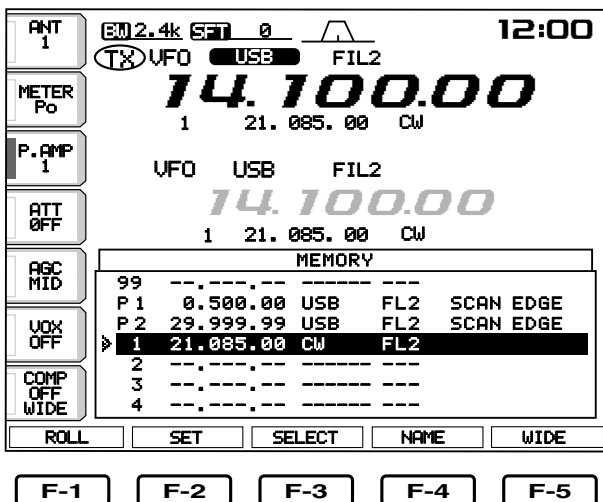 ANT
1
BW 2.4k SFT 0
12:00
TX VFO USB FIL2
METER
Po
14.100.00
1 21.085.00 CW
P.AMP
1
VFO USB FIL2
ATT
OFF
14.100.00
1 21.085.00 CW
AGC
MID
MEMORY
99 --.---.-- ------ ---
P1 0.500.00 USB FL2 SCAN EDGE
VOX
OFF
P2 29.999.99 USB FL2 SCAN EDGE
1 21.085.00 CW FL2
2 --.---.-- ------ ---
COMP
OFF
WIDE
3 --.---.-- ------ ---
4 --.---.-- ------ ---
ROLL SET SELECT NAME WIDE
F-1 F-2 F-3 F-4 F-5